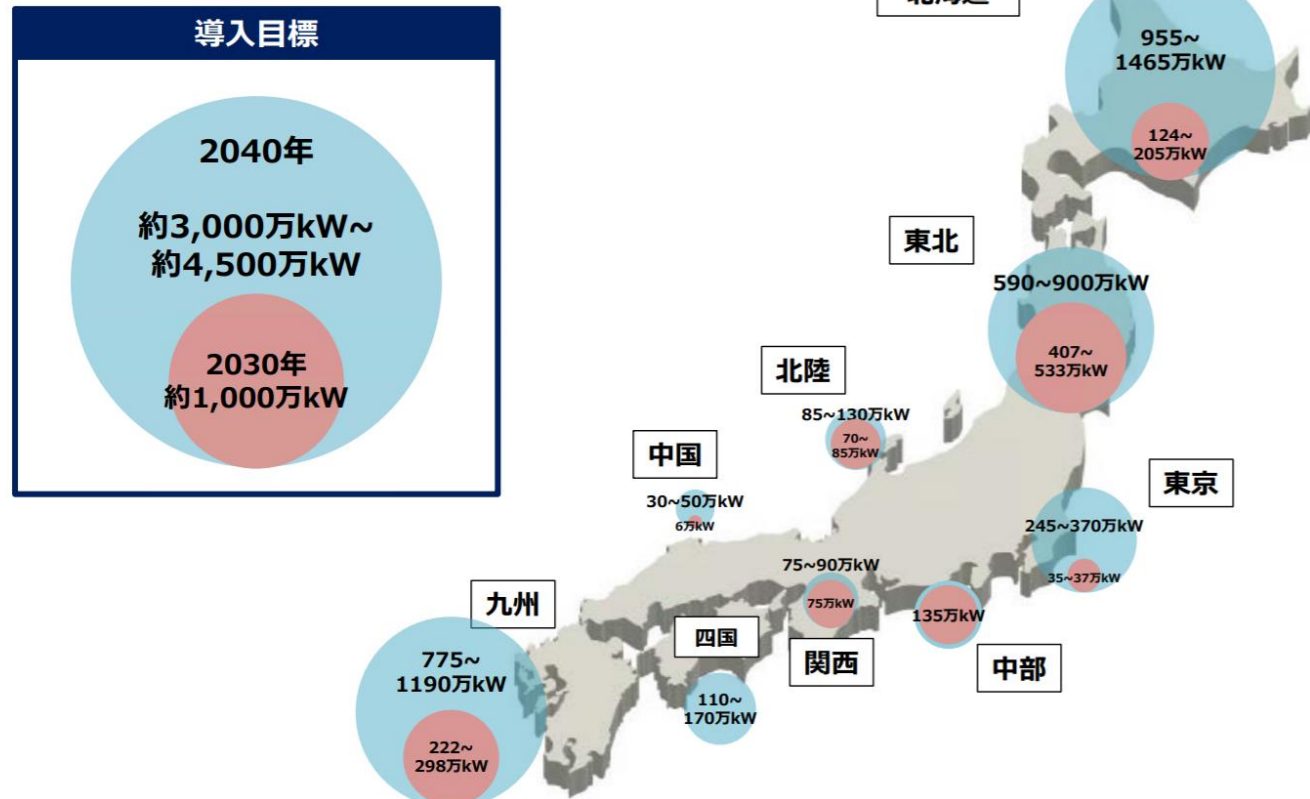 導入目標
2040年
約3,000万kW~
約4,500万kW
2030年
約1,000万kW
北海道
955~
1465万kW
124~
205万kW
東北
590~900万kW
407~
533万kW
北陸
85~130万kW
70~
85万kW
中国
30~50万kW
6万kW
東京
245~370万kW
35~37万kW
75~90万kW
75万kW
関西
135万kW
中部
九州
775~
1190万kW
222~
298万kW
四国
110~
170万kW